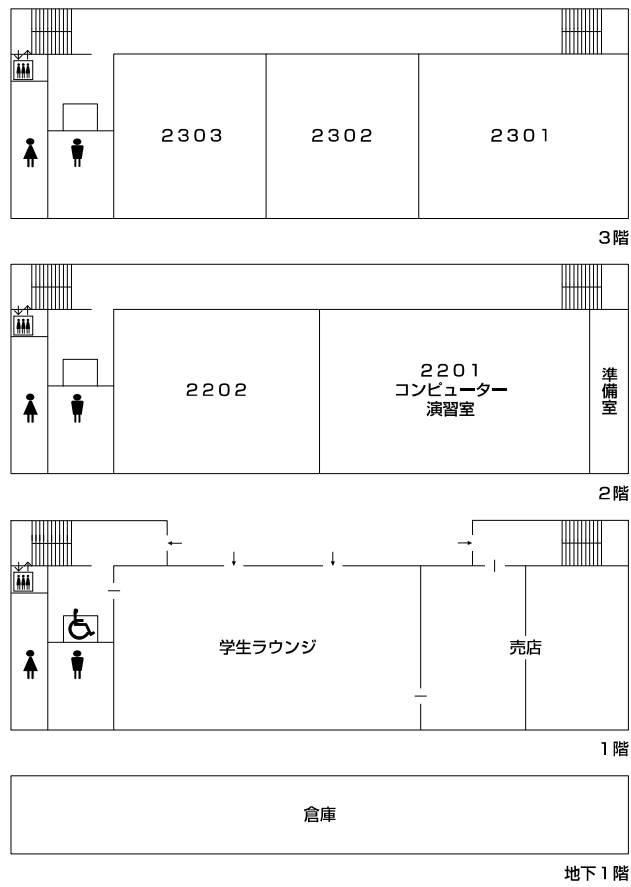 ２３０３
２３０２
２３０１
３階
２２０２
２２０１
コンピューター
演習室
準備室
２階
学生ラウンジ
売店
１階
倉庫
地下１階